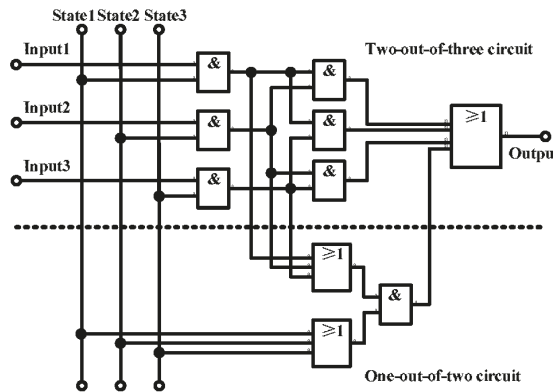 State1 State2 State3
Input1
Two-out-of-three circuit
&
&
Input2
≥1
&
&
Output
Input3
&
&
≥1
&
≥1
One-out-of-two circuit